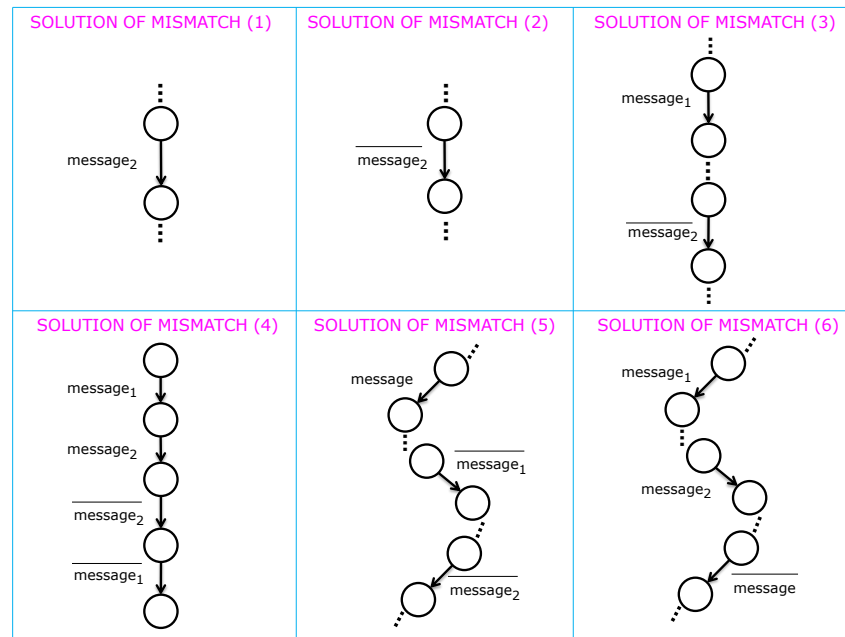 SOLUTION OF MISMATCH (1)
message₂
SOLUTION OF MISMATCH (2)
message₂
SOLUTION OF MISMATCH (3)
message₁
message₂
SOLUTION OF MISMATCH (4)
message₁
message₂
message₂
message₁
SOLUTION OF MISMATCH (5)
message
message₁
message₂
SOLUTION OF MISMATCH (6)
message₁
message₂
message